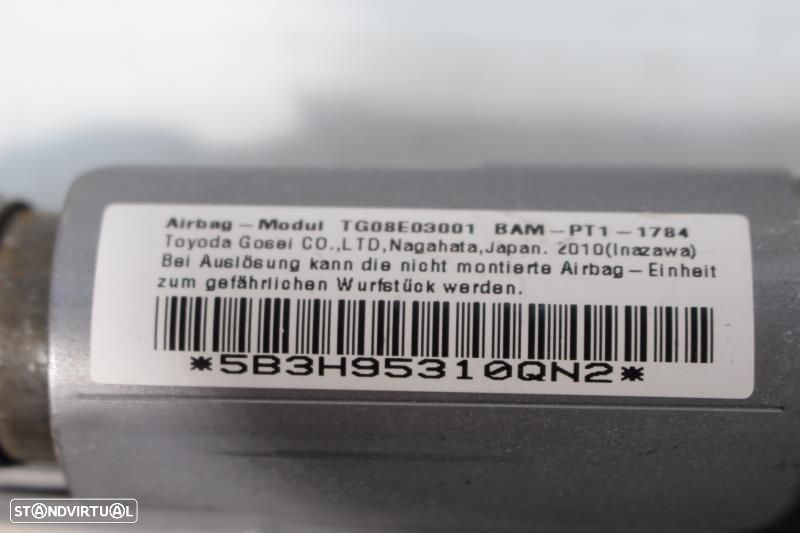 Airbag-Modul TG08E03001 BAM-PT1-1784
Toyoda Gosei CO.,LTD,Nagahata,Japan. 2010(Inazawa)
Bei Auslösung kann die nicht montierte Airbag-Einheit
zum gefährlichen Wurfstück werden.
*5B3H95310QN2*
STANDVIRTUAL